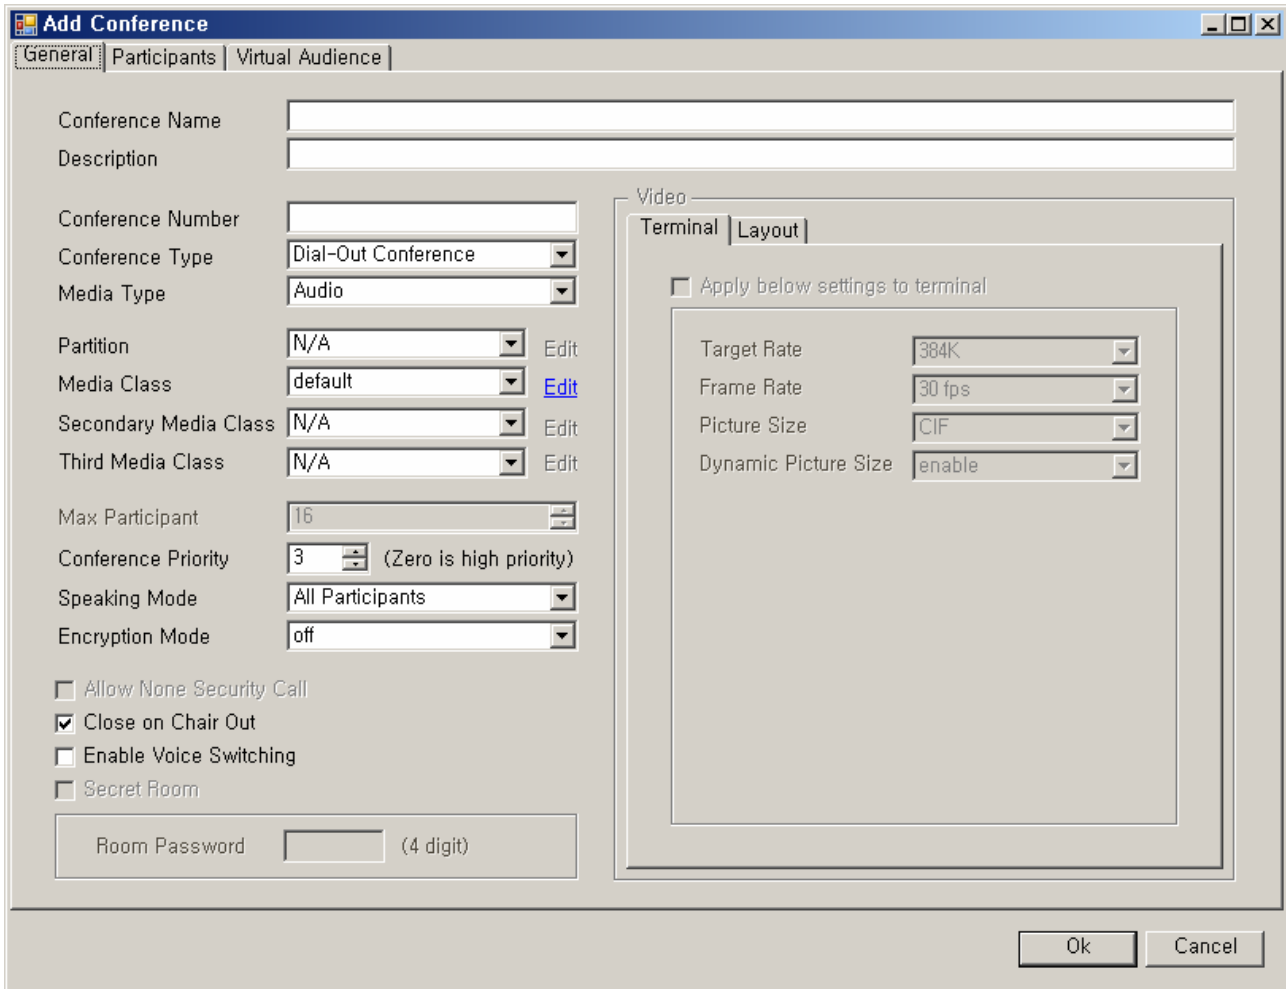 Add Conference
General Participants Virtual Audience
Conference Name
Description
Conference Number
Conference Type Dial-Out Conference
Media Type Audio
Partition N/A Edit
Media Class default Edit
Secondary Media Class N/A Edit
Third Media Class N/A Edit
Max Participant 16
Conference Priority 3 (Zero is high priority)
Speaking Mode All Participants
Encryption Mode off
Allow None Security Call
Close on Chair Out
Enable Voice Switching
Secret Room
Room Password (4 digit)
Video
Terminal Layout
Apply below settings to terminal
Target Rate 384K
Frame Rate 30 fps
Picture Size CIF
Dynamic Picture Size enable
Ok Cancel